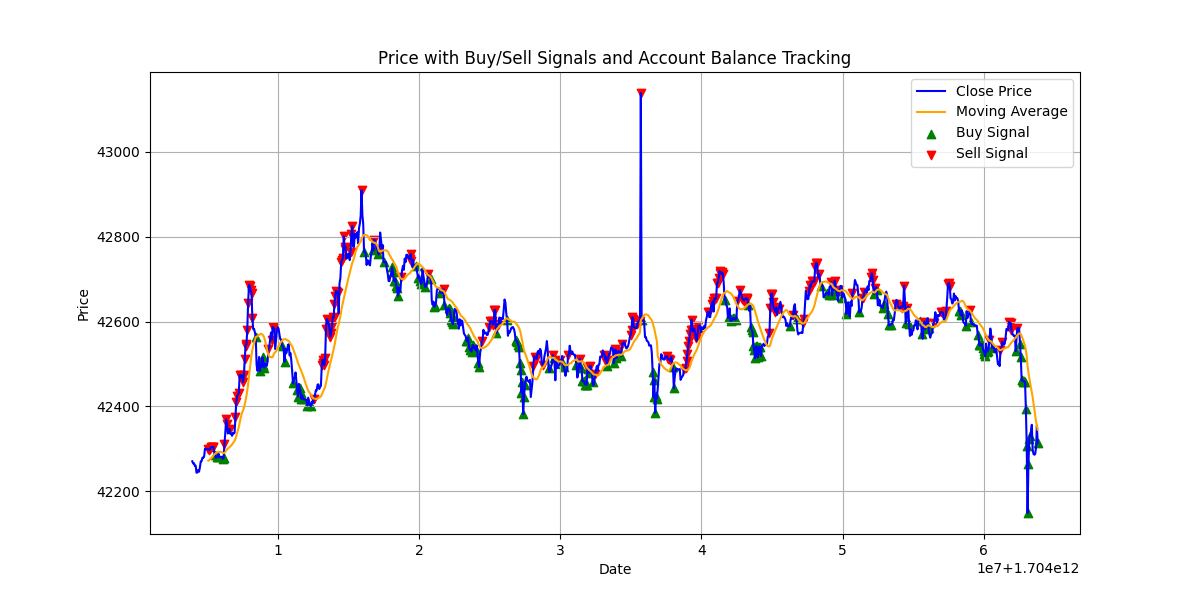 Price with Buy/Sell Signals and Account Balance Tracking
Close Price
Moving Average
Buy Signal
Sell Signal
43000
42800
42600
42400
42200
Price
1 2 3 4 5 6
Date
1e7+1.704e12